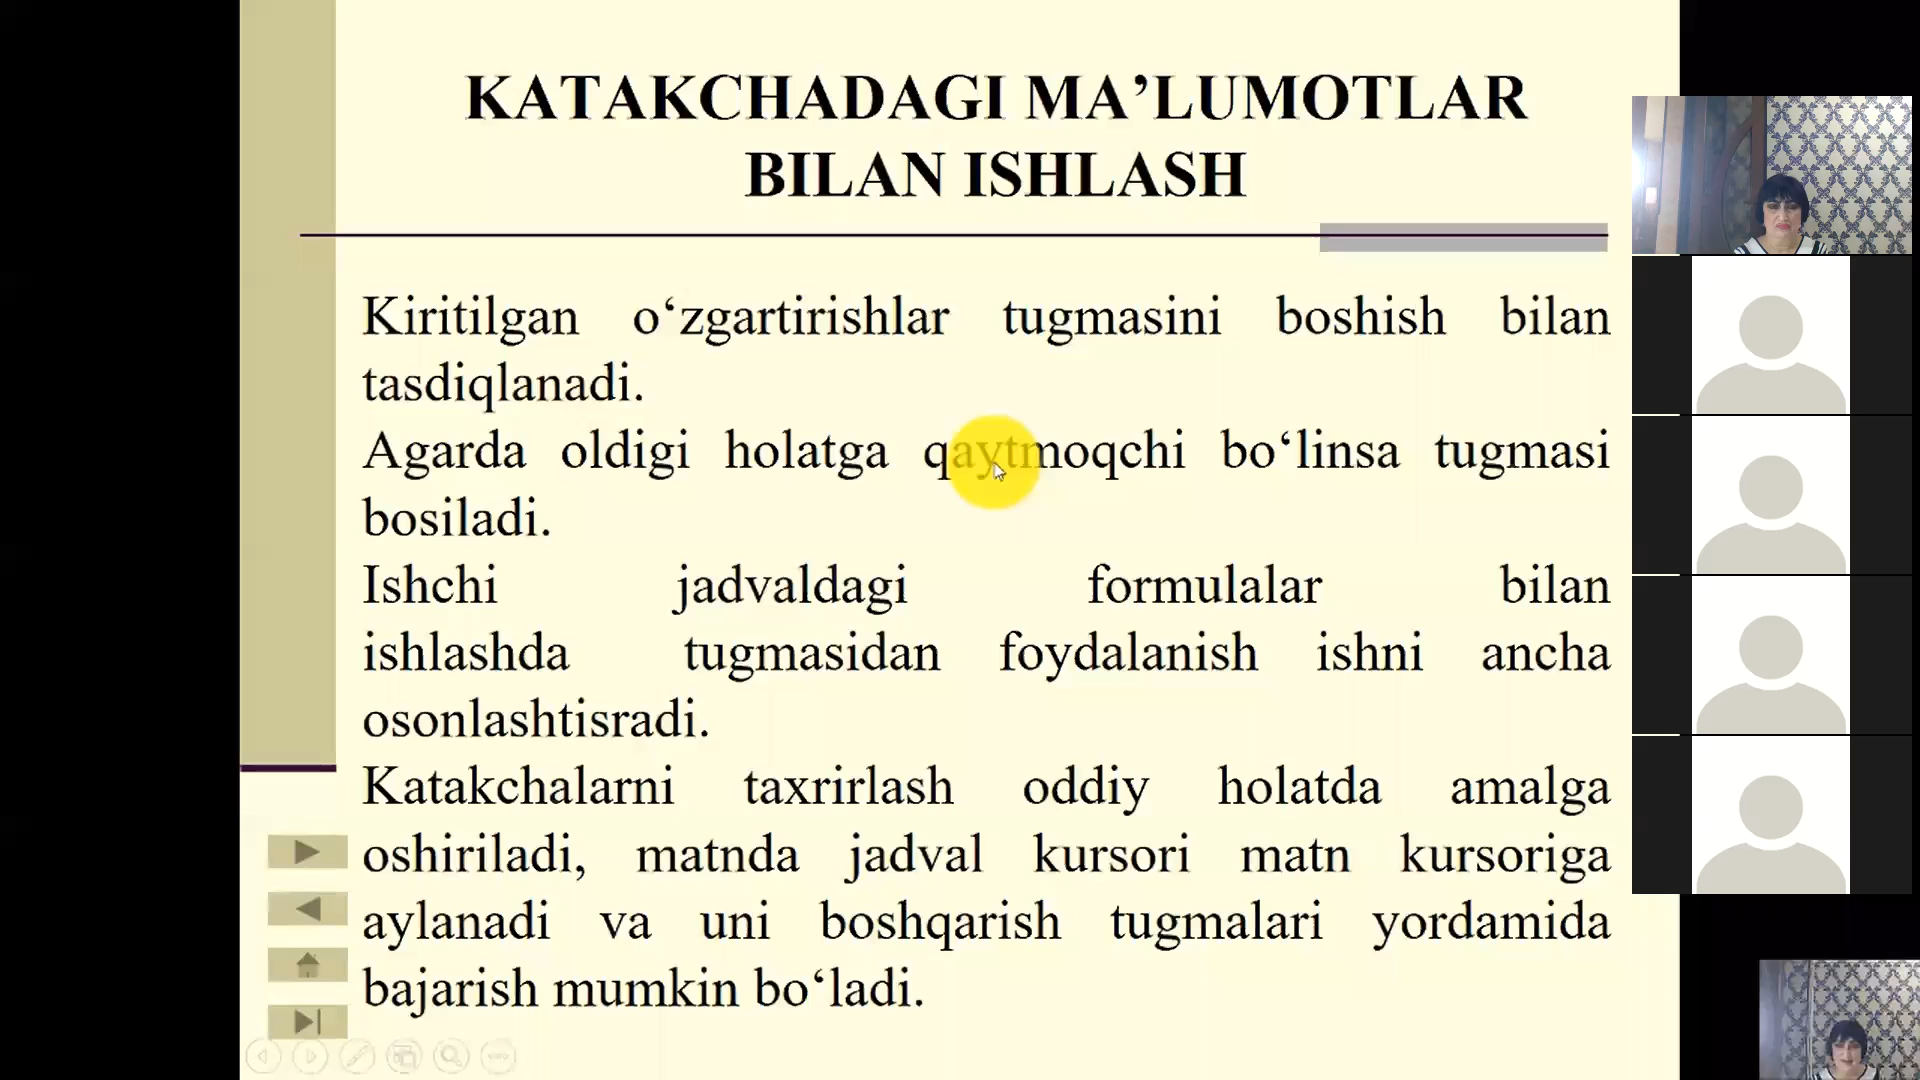 KATAKCHADAGI MA’LUMOTLAR
BILAN ISHLASH
Kiritilgan o‘zgartirishlar tugmasini boshish bilan
tasdiqlanadi.
Agarda oldigi holatga qaytmoqchi bo‘linsa tugmasi
bosiladi.
Ishchi jadvaldagi formulalar bilan
ishlashda tugmasidan foydalanish ishni ancha
osonlashtisradi.
Katakchalarni taxrirlash oddiy holatda amalga
oshiriladi, matnda jadval kursori matn kursoriga
aylanadi va uni boshqarish tugmalari yordamida
bajarish mumkin bo‘ladi.